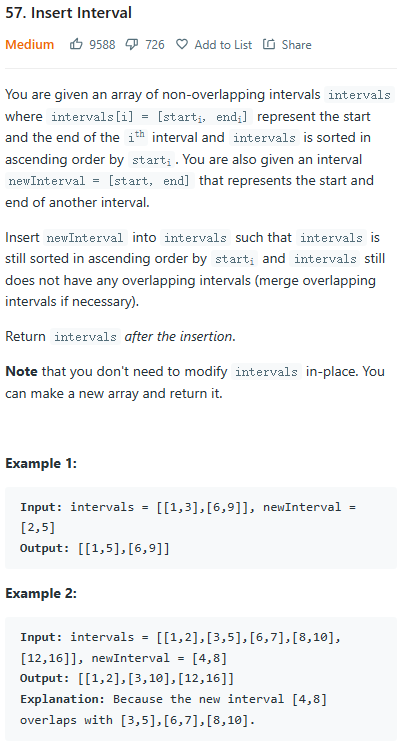 57. Insert Interval
Medium 9588 726 Add to List Share
You are given an array of non-overlapping intervals intervals
where intervals[i] = [starti, endi] represent the start
and the end of the ith interval and intervals is sorted in
ascending order by starti. You are also given an interval
newInterval = [start, end] that represents the start and
end of another interval.
Insert newInterval into intervals such that intervals is
still sorted in ascending order by starti and intervals still
does not have any overlapping intervals (merge overlapping
intervals if necessary).
Return intervals after the insertion.
Note that you don't need to modify intervals in-place. You
can make a new array and return it.
Example 1:
Input: intervals = [[1,3],[6,9]], newInterval =
[2,5]
Output: [[1,5],[6,9]]
Example 2:
Input: intervals = [[1,2],[3,5],[6,7],[8,10],
[12,16]], newInterval = [4,8]
Output: [[1,2],[3,10],[12,16]]
Explanation: Because the new interval [4,8]
overlaps with [3,5],[6,7],[8,10].